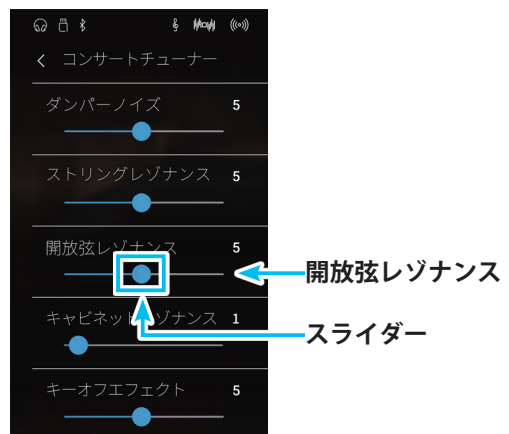 コンサートチューナー
ダンパーノイズ 5
ストリングレゾナンス 5
開放弦レゾナンス 5
開放弦レゾナンス
キャビネットレゾナンス 1
スライダー
キーオフエフェクト 5